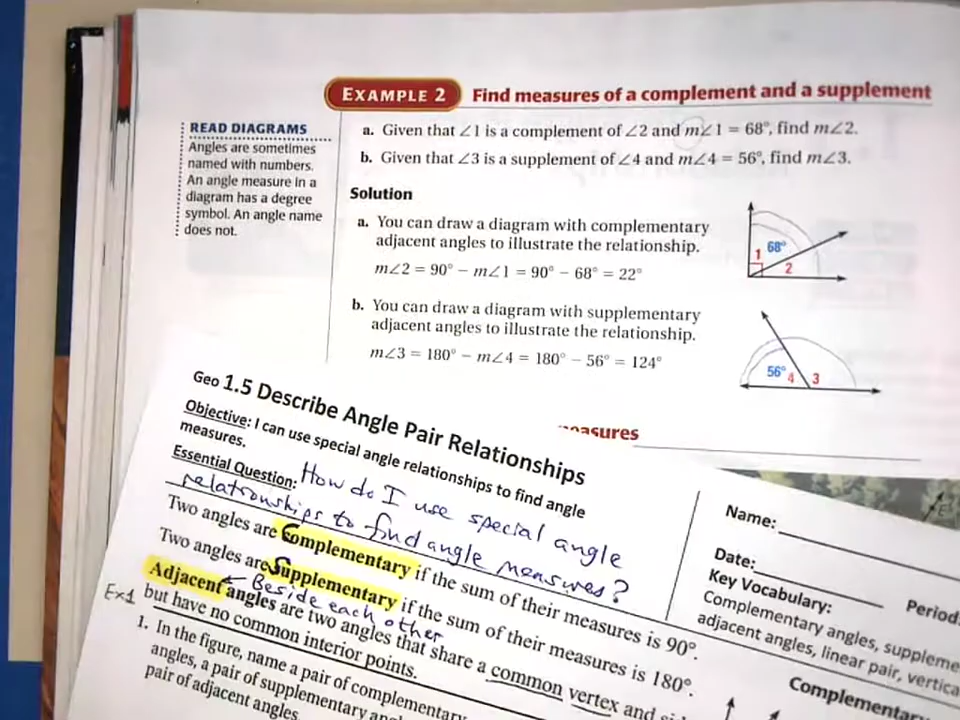 EXAMPLE 2 Find measures of a complement and a supplement
READ DIAGRAMS
Angles are sometimes
named with numbers.
An angle measure in a
diagram has a degree
symbol. An angle name
does not.
a. Given that ∠1 is a complement of ∠2 and m∠1 = 68°, find m∠2.
b. Given that ∠3 is a supplement of ∠4 and m∠4 = 56°, find m∠3.
Solution
a. You can draw a diagram with complementary
adjacent angles to illustrate the relationship.
m∠2 = 90° − m∠1 = 90° − 68° = 22°
68°
1
2
b. You can draw a diagram with supplementary
adjacent angles to illustrate the relationship.
m∠3 = 180° − m∠4 = 180° − 56° = 124°
56° 4 3
Geo 1.5 Describe Angle Pair Relationships
Objective: I can use special angle relationships to find angle
measures.
Essential Question: How do I use special angle
relationships to find angle measures?
Two angles are Complementary if the sum of their measures is 90°.
Two angles are Supplementary if the sum of their measures is 180°.
Beside each other
Adjacent angles are two angles that share a common vertex and
but have no common interior points.
Ex1
1. In the figure, name a pair of complementary
angles, a pair of supplementary
pair of adjacent angles
Name:
Date:
Period:
Key Vocabulary:
Complementary angles,
adjacent angles, linear pair,